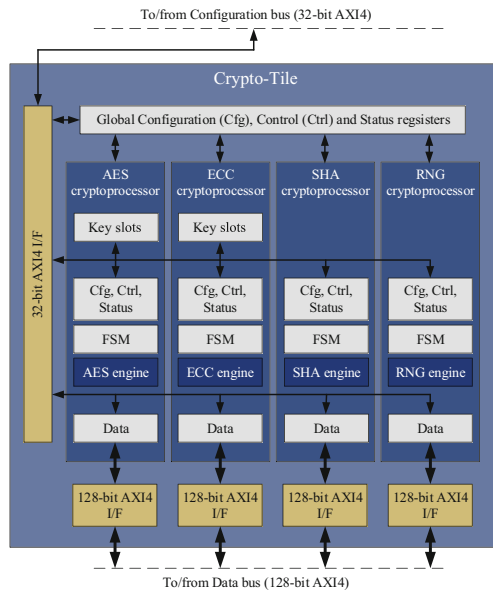 To/from Configuration bus (32-bit AXI4)
Crypto-Tile
Global Configuration (Cfg), Control (Ctrl) and Status regsisters
32-bit AXI4 I/F
AES
cryptoprocessor
Key slots
Cfg, Ctrl,
Status
FSM
AES engine
Data
128-bit AXI4
I/F
ECC
cryptoprocessor
Key slots
Cfg, Ctrl,
Status
FSM
ECC engine
Data
128-bit AXI4
I/F
SHA
cryptoprocessor
Cfg, Ctrl,
Status
FSM
SHA engine
Data
128-bit AXI4
I/F
RNG
cryptoprocessor
Cfg, Ctrl,
Status
FSM
RNG engine
Data
128-bit AXI4
I/F
To/from Data bus (128-bit AXI4)